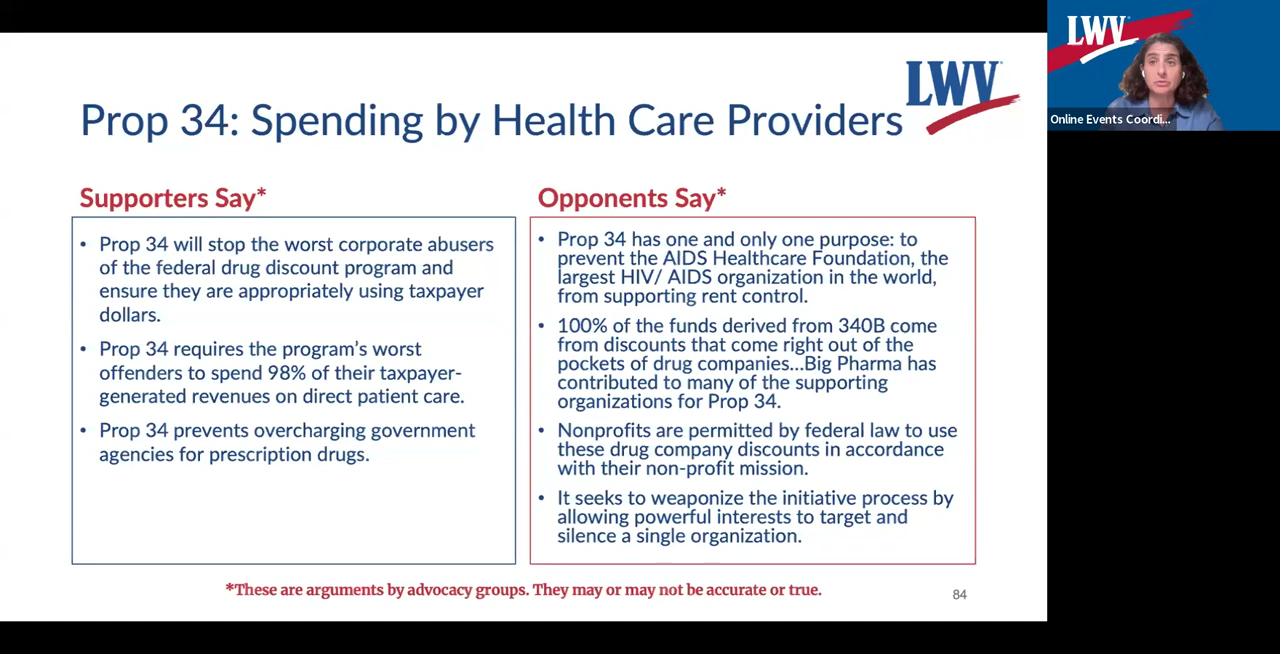 LWV
Prop 34: Spending by Health Care Providers
Supporters Say*
• Prop 34 will stop the worst corporate abusers
of the federal drug discount program and
ensure they are appropriately using taxpayer
dollars.
• Prop 34 requires the program's worst
offenders to spend 98% of their taxpayer-
generated revenues on direct patient care.
• Prop 34 prevents overcharging government
agencies for prescription drugs.
Opponents Say*
• Prop 34 has one and only one purpose: to
prevent the AIDS Healthcare Foundation, the
largest HIV/ AIDS organization in the world,
from supporting rent control.
• 100% of the funds derived from 340B come
from discounts that come right out of the
pockets of drug companies...Big Pharma has
contributed to many of the supporting
organizations for Prop 34.
• Nonprofits are permitted by federal law to use
these drug company discounts in accordance
with their non-profit mission.
• It seeks to weaponize the initiative process by
allowing powerful interests to target and
silence a single organization.
*These are arguments by advocacy groups. They may or may not be accurate or true.
84
LWV
Online Events Coordi...